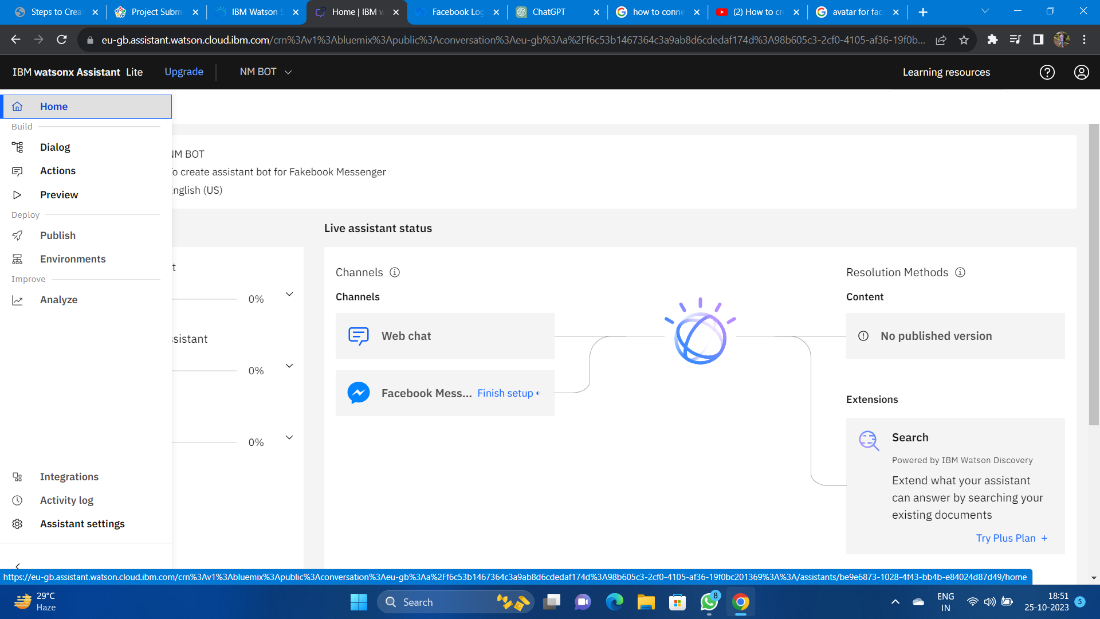 Steps to Crea
Project Subm
IBM Watson
Home | IBM w
Facebook Log
ChatGPT
how to conne
(2) How to cr
avatar for fac
eu-gb.assistant.watson.cloud.ibm.com/crn%3Av1%3Abluemix%3Apublic%3Aconversation%3Aeu-gb%3Aa%2Ff6c53b1467364c3a9ab8d6cdedaf174d%3A98b605c3-2cf0-4105-af36-19f0b...
IBM watsonx Assistant Lite
Upgrade
NM BOT
Learning resources
Home
Build
Dialog
Actions
Preview
Deploy
Publish
Environments
Improve
Analyze
Integrations
Activity log
Assistant settings
NM BOT
o create assistant bot for Fakebook Messenger
nglish (US)
t
0%
sistant
0%
0%
Live assistant status
Channels
Channels
Web chat
Facebook Mess... Finish setup
Resolution Methods
Content
No published version
Extensions
Search
Powered by IBM Watson Discovery
Extend what your assistant
can answer by searching your
existing documents
Try Plus Plan +
https://eu-gb.assistant.watson.cloud.ibm.com/crn%3Av1%3Abluemix%3Apublic%3Aconversation%3Aeu-gb%3Aa%2Ff6c53b1467364c3a9ab8d6cdedaf174d%3A98b605c3-2cf0-4105-af36-19f0bc201369%3A%3A/assistants/be9e6873-1028-4f43-bb4b-e84024d87d49/home
29°C
Haze
Search
8
ENG
IN
18:51
25-10-2023
5